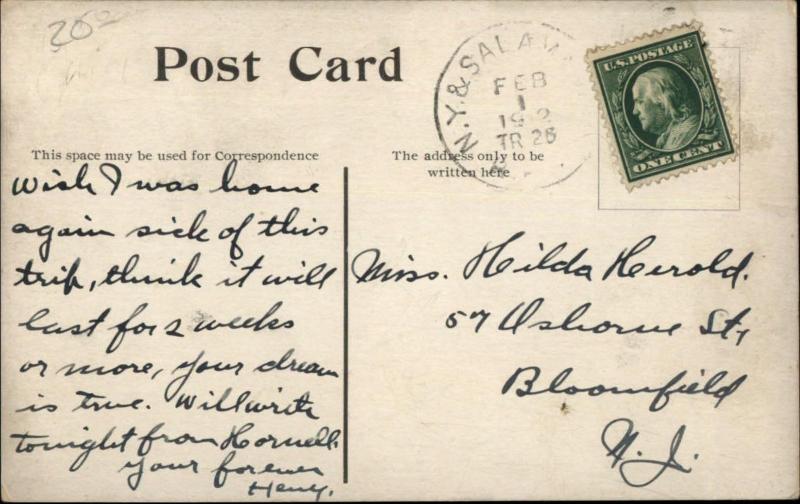 20c
Post Card
N.Y. & SALA
FEB
1
TR 26
U.S. POSTAGE
ONE CENT
This space may be used for Correspondence
The address only to be
written here
Wish I was home
again sick of this
trip, think it will
last for 2 weeks
or more, your dream
is true. Will write
tonight from Hornell.
your forever
Henry.
Miss. Hilda Herold.
57 Osborne St,
Bloomfield
N. J.